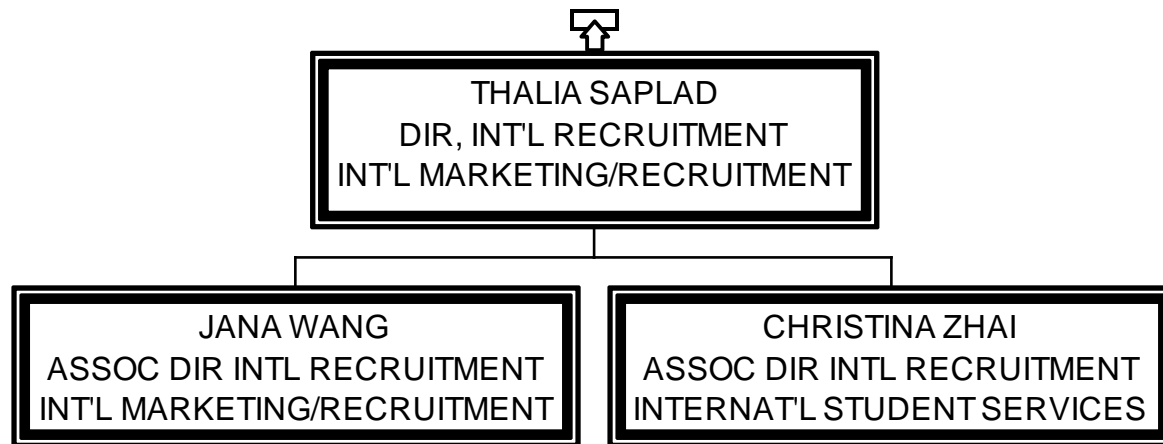 THALIA SAPLAD
DIR, INT'L RECRUITMENT
INT'L MARKETING/RECRUITMENT
JANA WANG
ASSOC DIR INTL RECRUITMENT
INT'L MARKETING/RECRUITMENT
CHRISTINA ZHAI
ASSOC DIR INTL RECRUITMENT
INTERNAT'L STUDENT SERVICES